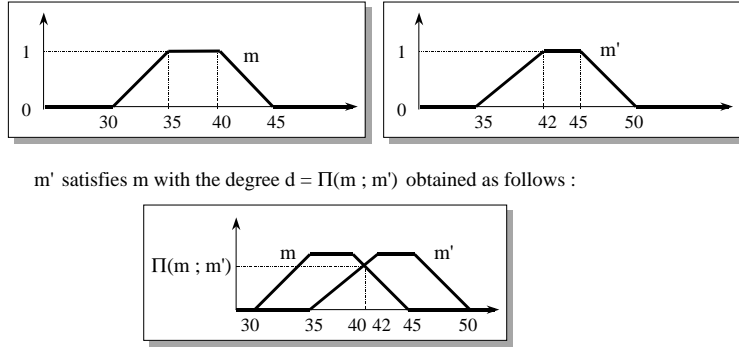 1
m
0
30 35 40 45
1
m'
0
35 42 45 50
m' satisfies m with the degree d = Π(m ; m') obtained as follows :
m m'
Π(m ; m')
30 35 40 42 45 50